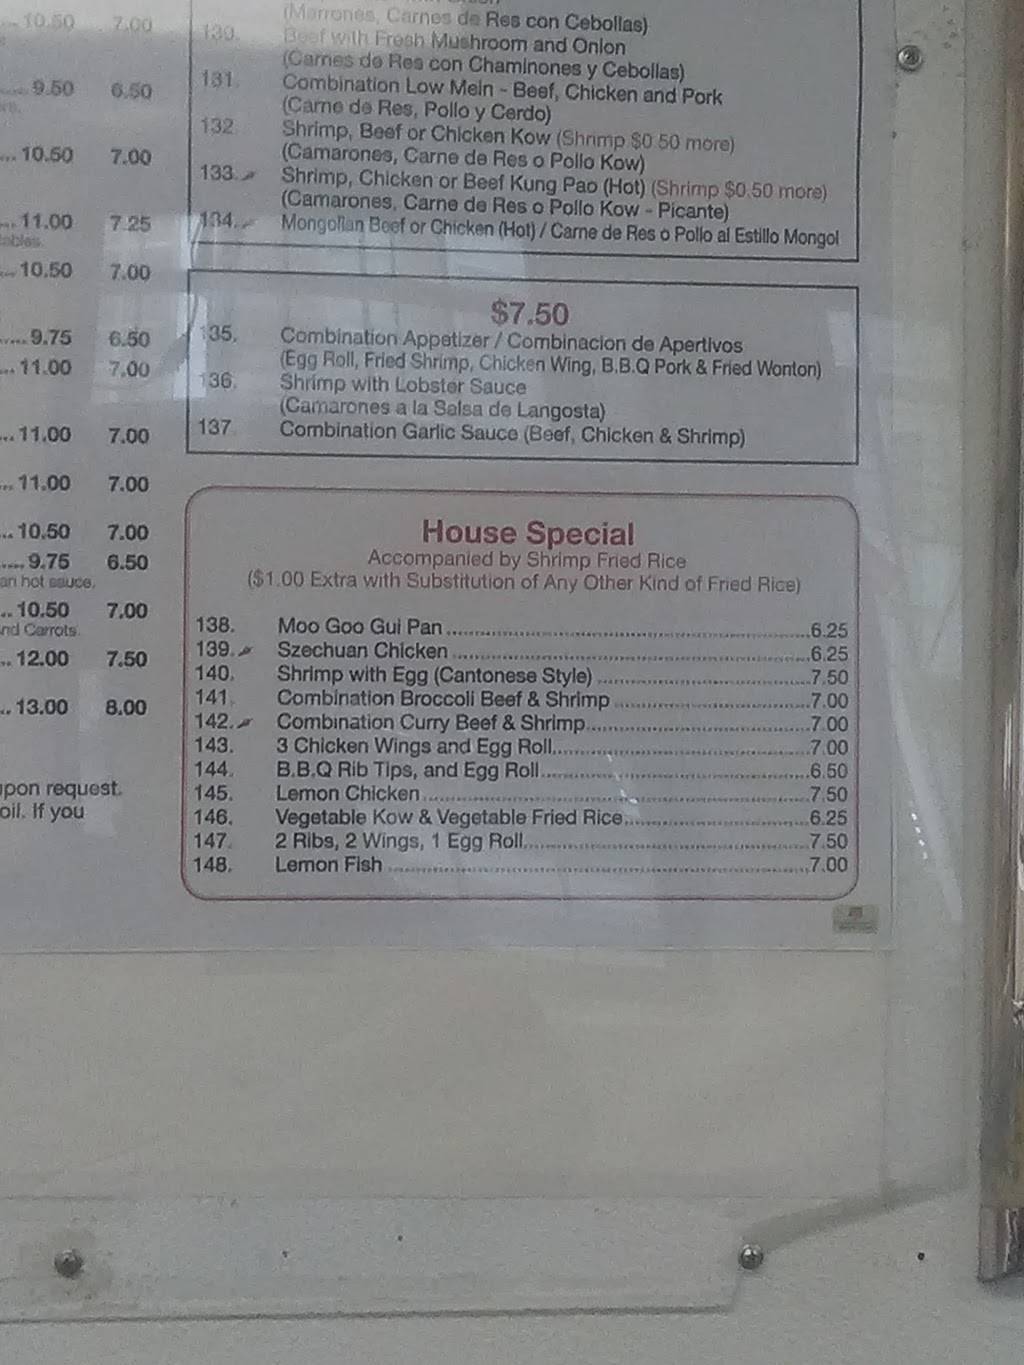 10.50 7.00
9.50 6.50
10.50 7.00
11.00 7.25
10.50 7.00
9.75 6.50
11.00 7.00
11.00 7.00
11.00 7.00
10.50 7.00
9.75 6.50
hot sauce.
10.50 7.00
Carrots.
12.00 7.50
13.00 8.00
upon request.
oil. If you
(Marrones, Carnes de Res con Cebollas)
130. Beef with Fresh Mushroom and Onion
(Carnes de Res con Chaminones y Cebollas)
131. Combination Low Mein - Beef, Chicken and Pork
(Carne de Res, Pollo y Cerdo)
132. Shrimp, Beef or Chicken Kow (Shrimp $0.50 more)
(Camarones, Carne de Res o Pollo Kow)
133. Shrimp, Chicken or Beef Kung Pao (Hot) (Shrimp $0.50 more)
(Camarones, Carne de Res o Pollo Kow - Picante)
134. Mongolian Beef or Chicken (Hot) / Carne de Res o Pollo al Estillo Mongol
$7.50
135. Combination Appetizer / Combinacion de Apertivos
(Egg Roll, Fried Shrimp, Chicken Wing, B.B.Q Pork & Fried Wonton)
136. Shrimp with Lobster Sauce
(Camarones a la Salsa de Langosta)
137. Combination Garlic Sauce (Beef, Chicken & Shrimp)
House Special
Accompanied by Shrimp Fried Rice
($1.00 Extra with Substitution of Any Other Kind of Fried Rice)
138. Moo Goo Gui Pan 6.25
139. Szechuan Chicken 6.25
140. Shrimp with Egg (Cantonese Style) 7.50
141. Combination Broccoli Beef & Shrimp 7.00
142. Combination Curry Beef & Shrimp 7.00
143. 3 Chicken Wings and Egg Roll 7.00
144. B.B.Q Rib Tips, and Egg Roll 6.50
145. Lemon Chicken 7.50
146. Vegetable Kow & Vegetable Fried Rice 6.25
147. 2 Ribs, 2 Wings, 1 Egg Roll 7.50
148. Lemon Fish 7.00